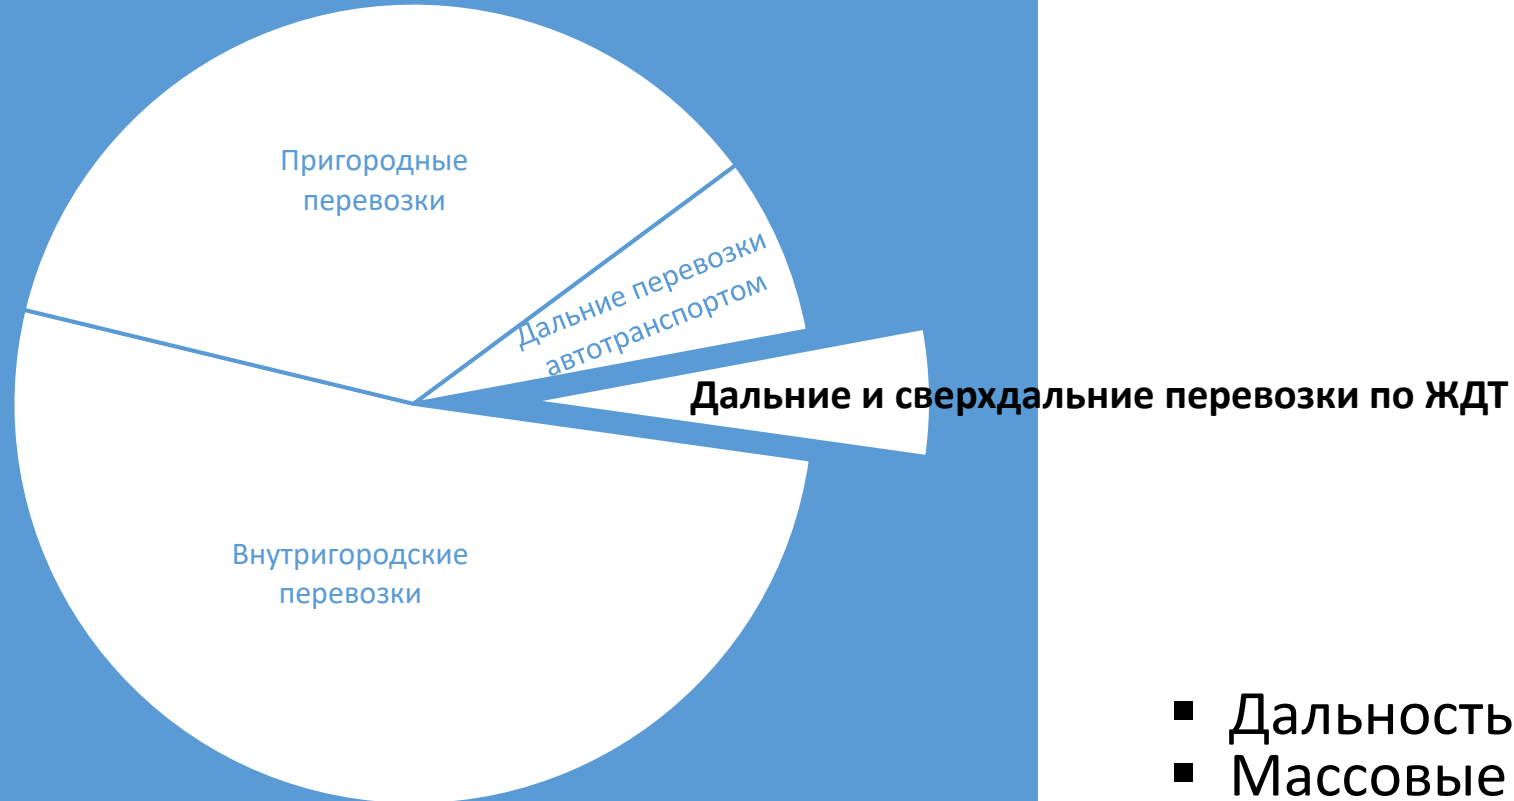 Пригородные
перевозки
Дальние перевозки
автотранспортом
Дальние и сверхдальние перевозки по ЖДТ
Внутригородские
перевозки
▪ Дальность
▪ Массовые